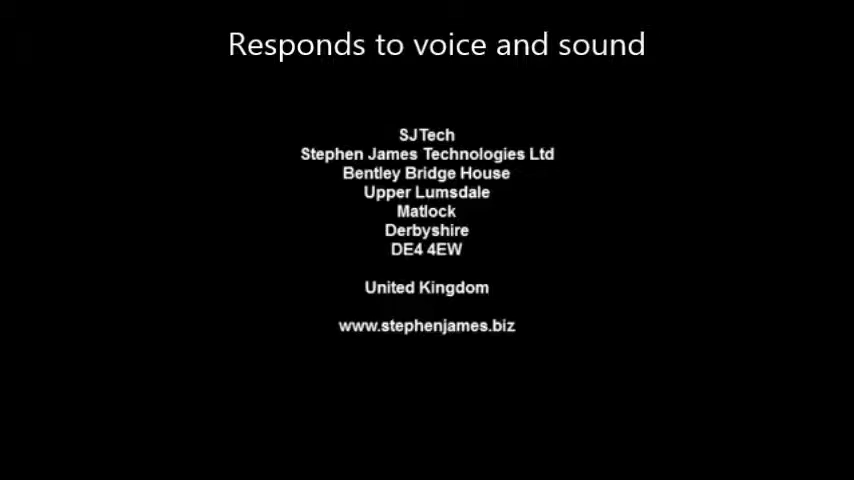 Responds to voice and sound
SJTech
Stephen James Technologies Ltd
Bentley Bridge House
Upper Lumsdale
Matlock
Derbyshire
DE4 4EW
United Kingdom
www.stephenjames.biz